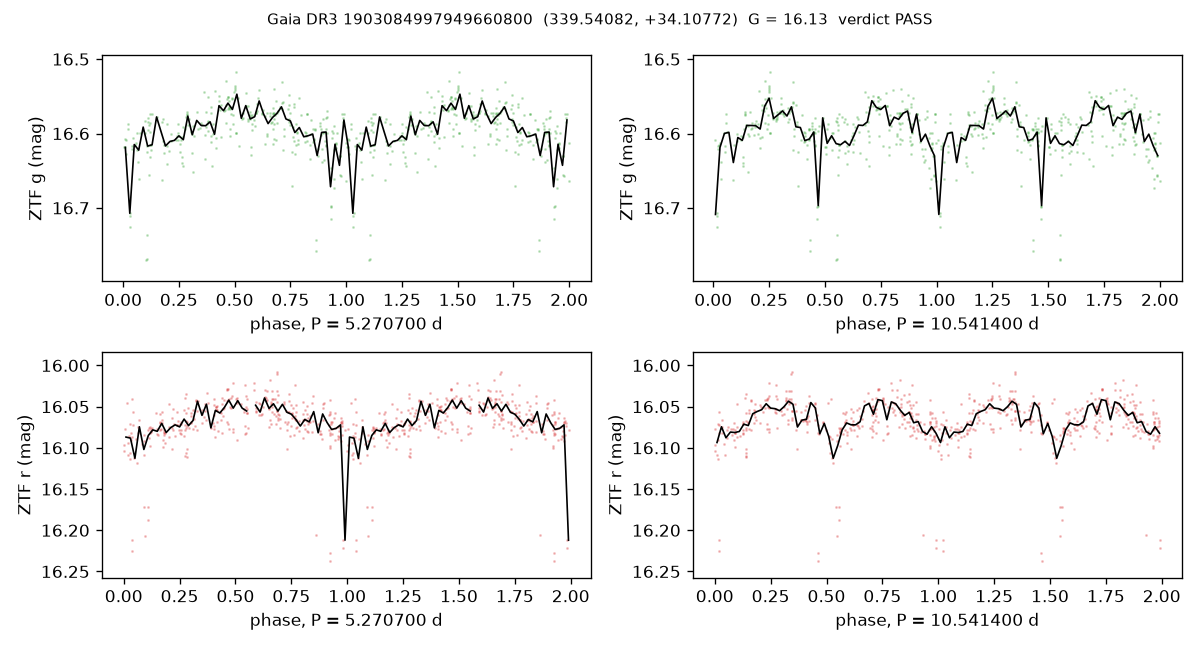 Gaia DR3 1903084997949660800  (339.54082, +34.10772)  G = 16.13  verdict PASS
ZTF g (mag)
16.5
16.6
16.7
0.00 0.25 0.50 0.75 1.00 1.25 1.50 1.75 2.00
phase, P = 5.270700 d
ZTF g (mag)
16.5
16.6
16.7
0.00 0.25 0.50 0.75 1.00 1.25 1.50 1.75 2.00
phase, P = 10.541400 d
ZTF r (mag)
16.00
16.05
16.10
16.15
16.20
16.25
0.00 0.25 0.50 0.75 1.00 1.25 1.50 1.75 2.00
phase, P = 5.270700 d
ZTF r (mag)
16.00
16.05
16.10
16.15
16.20
16.25
0.00 0.25 0.50 0.75 1.00 1.25 1.50 1.75 2.00
phase, P = 10.541400 d